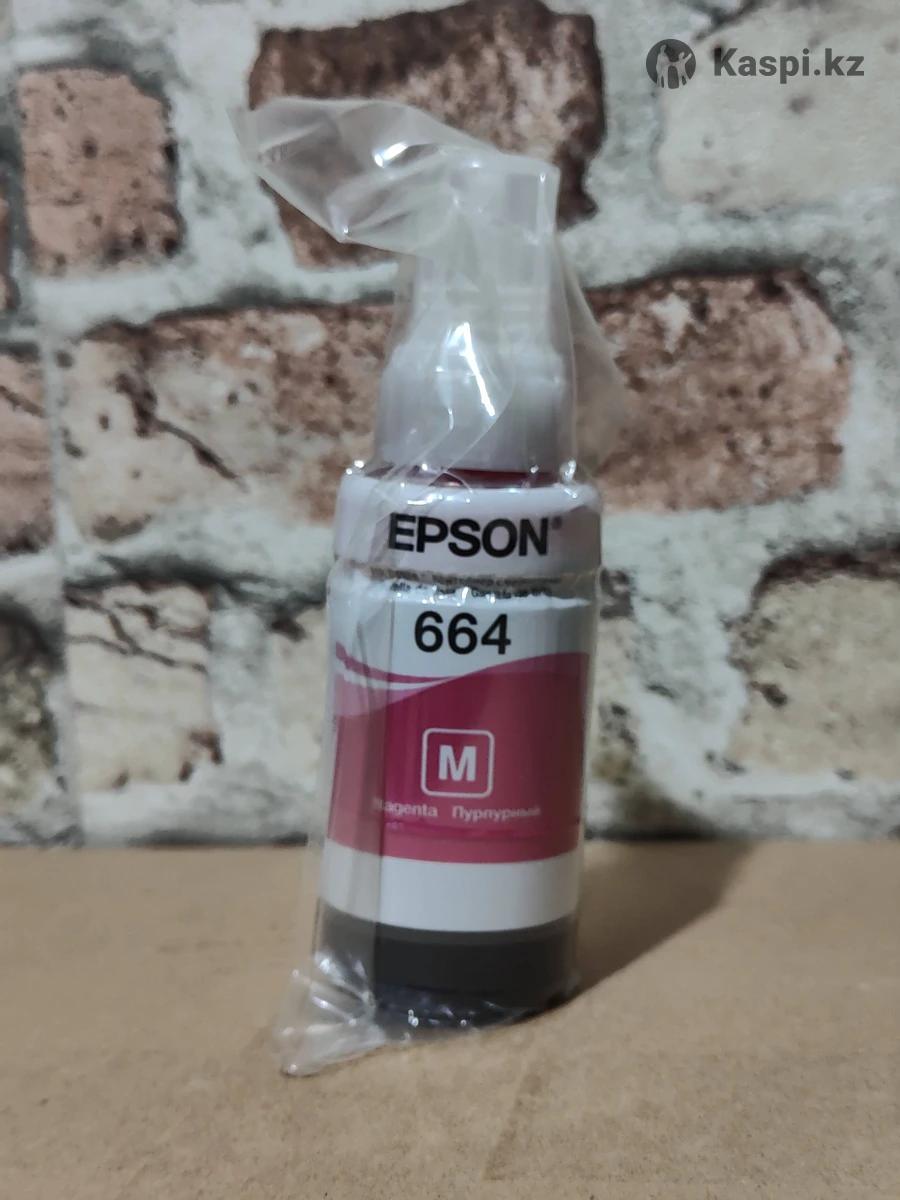 Kaspi.kz
EPSON®
664
M
Magenta Пурпурный